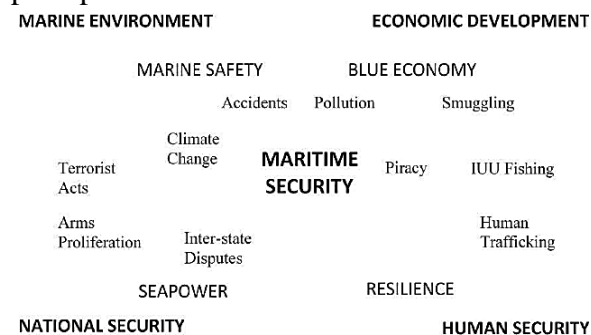 MARINE ENVIRONMENT ECONOMIC DEVELOPMENT
MARINE SAFETY BLUE ECONOMY
Accidents Pollution Smuggling
Climate
Change
MARITIME
SECURITY
Terrorist
Acts
Piracy
IUU Fishing
Arms
Proliferation
Inter-state
Disputes
Human
Trafficking
SEAPOWER RESILIENCE
NATIONAL SECURITY HUMAN SECURITY